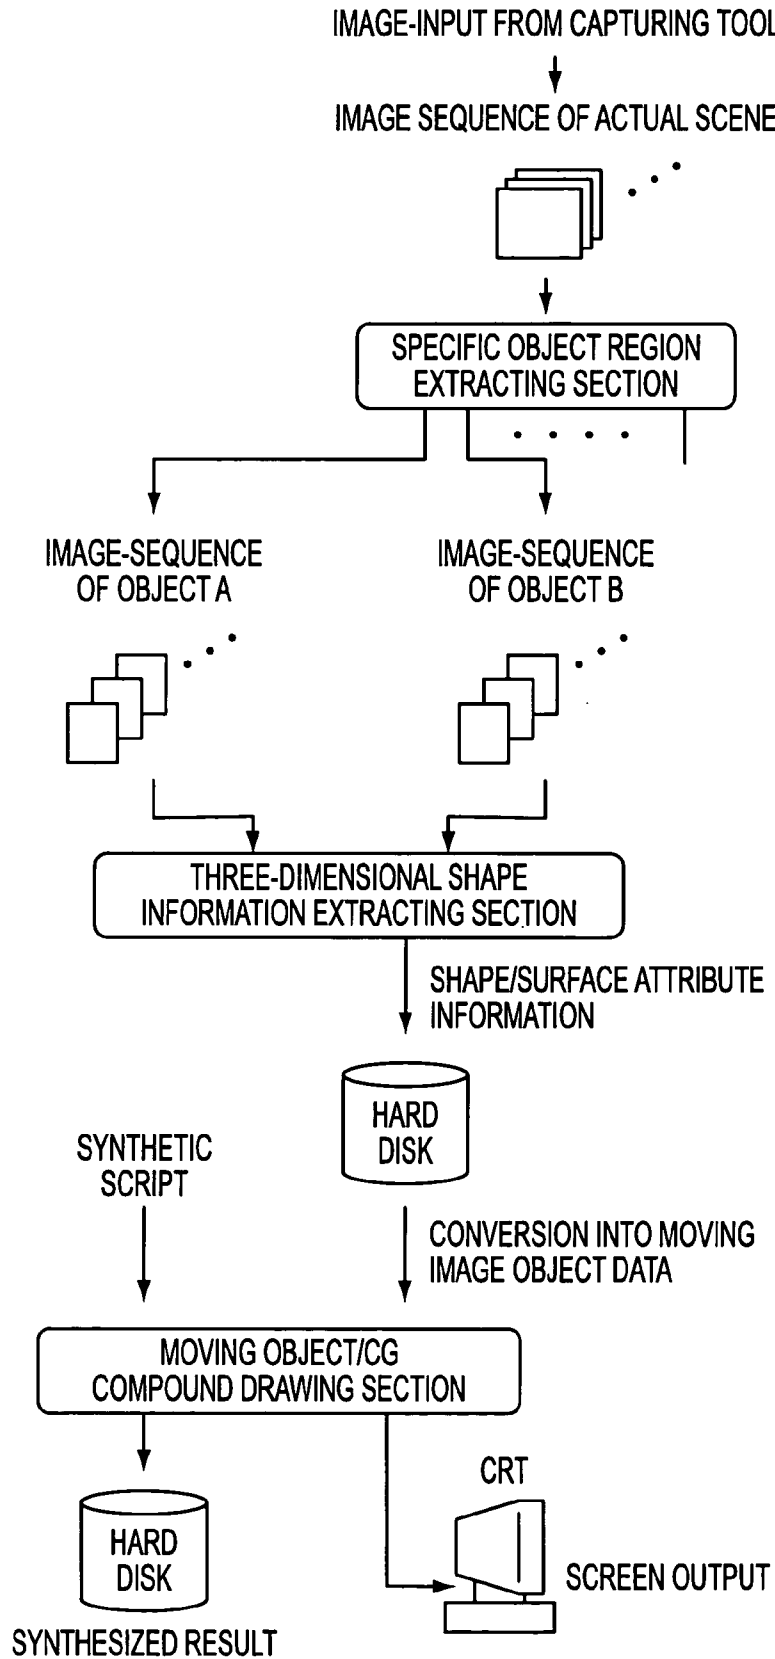 IMAGE-INPUT FROM CAPTURING TOOL
IMAGE SEQUENCE OF ACTUAL SCENE
SPECIFIC OBJECT REGION
EXTRACTING SECTION
IMAGE-SEQUENCE
OF OBJECT A
IMAGE-SEQUENCE
OF OBJECT B
THREE-DIMENSIONAL SHAPE
INFORMATION EXTRACTING SECTION
SHAPE/SURFACE ATTRIBUTE
INFORMATION
HARD
DISK
SYNTHETIC
SCRIPT
CONVERSION INTO MOVING
IMAGE OBJECT DATA
MOVING OBJECT/CG
COMPOUND DRAWING SECTION
HARD
DISK
SYNTHESIZED RESULT
CRT
SCREEN OUTPUT